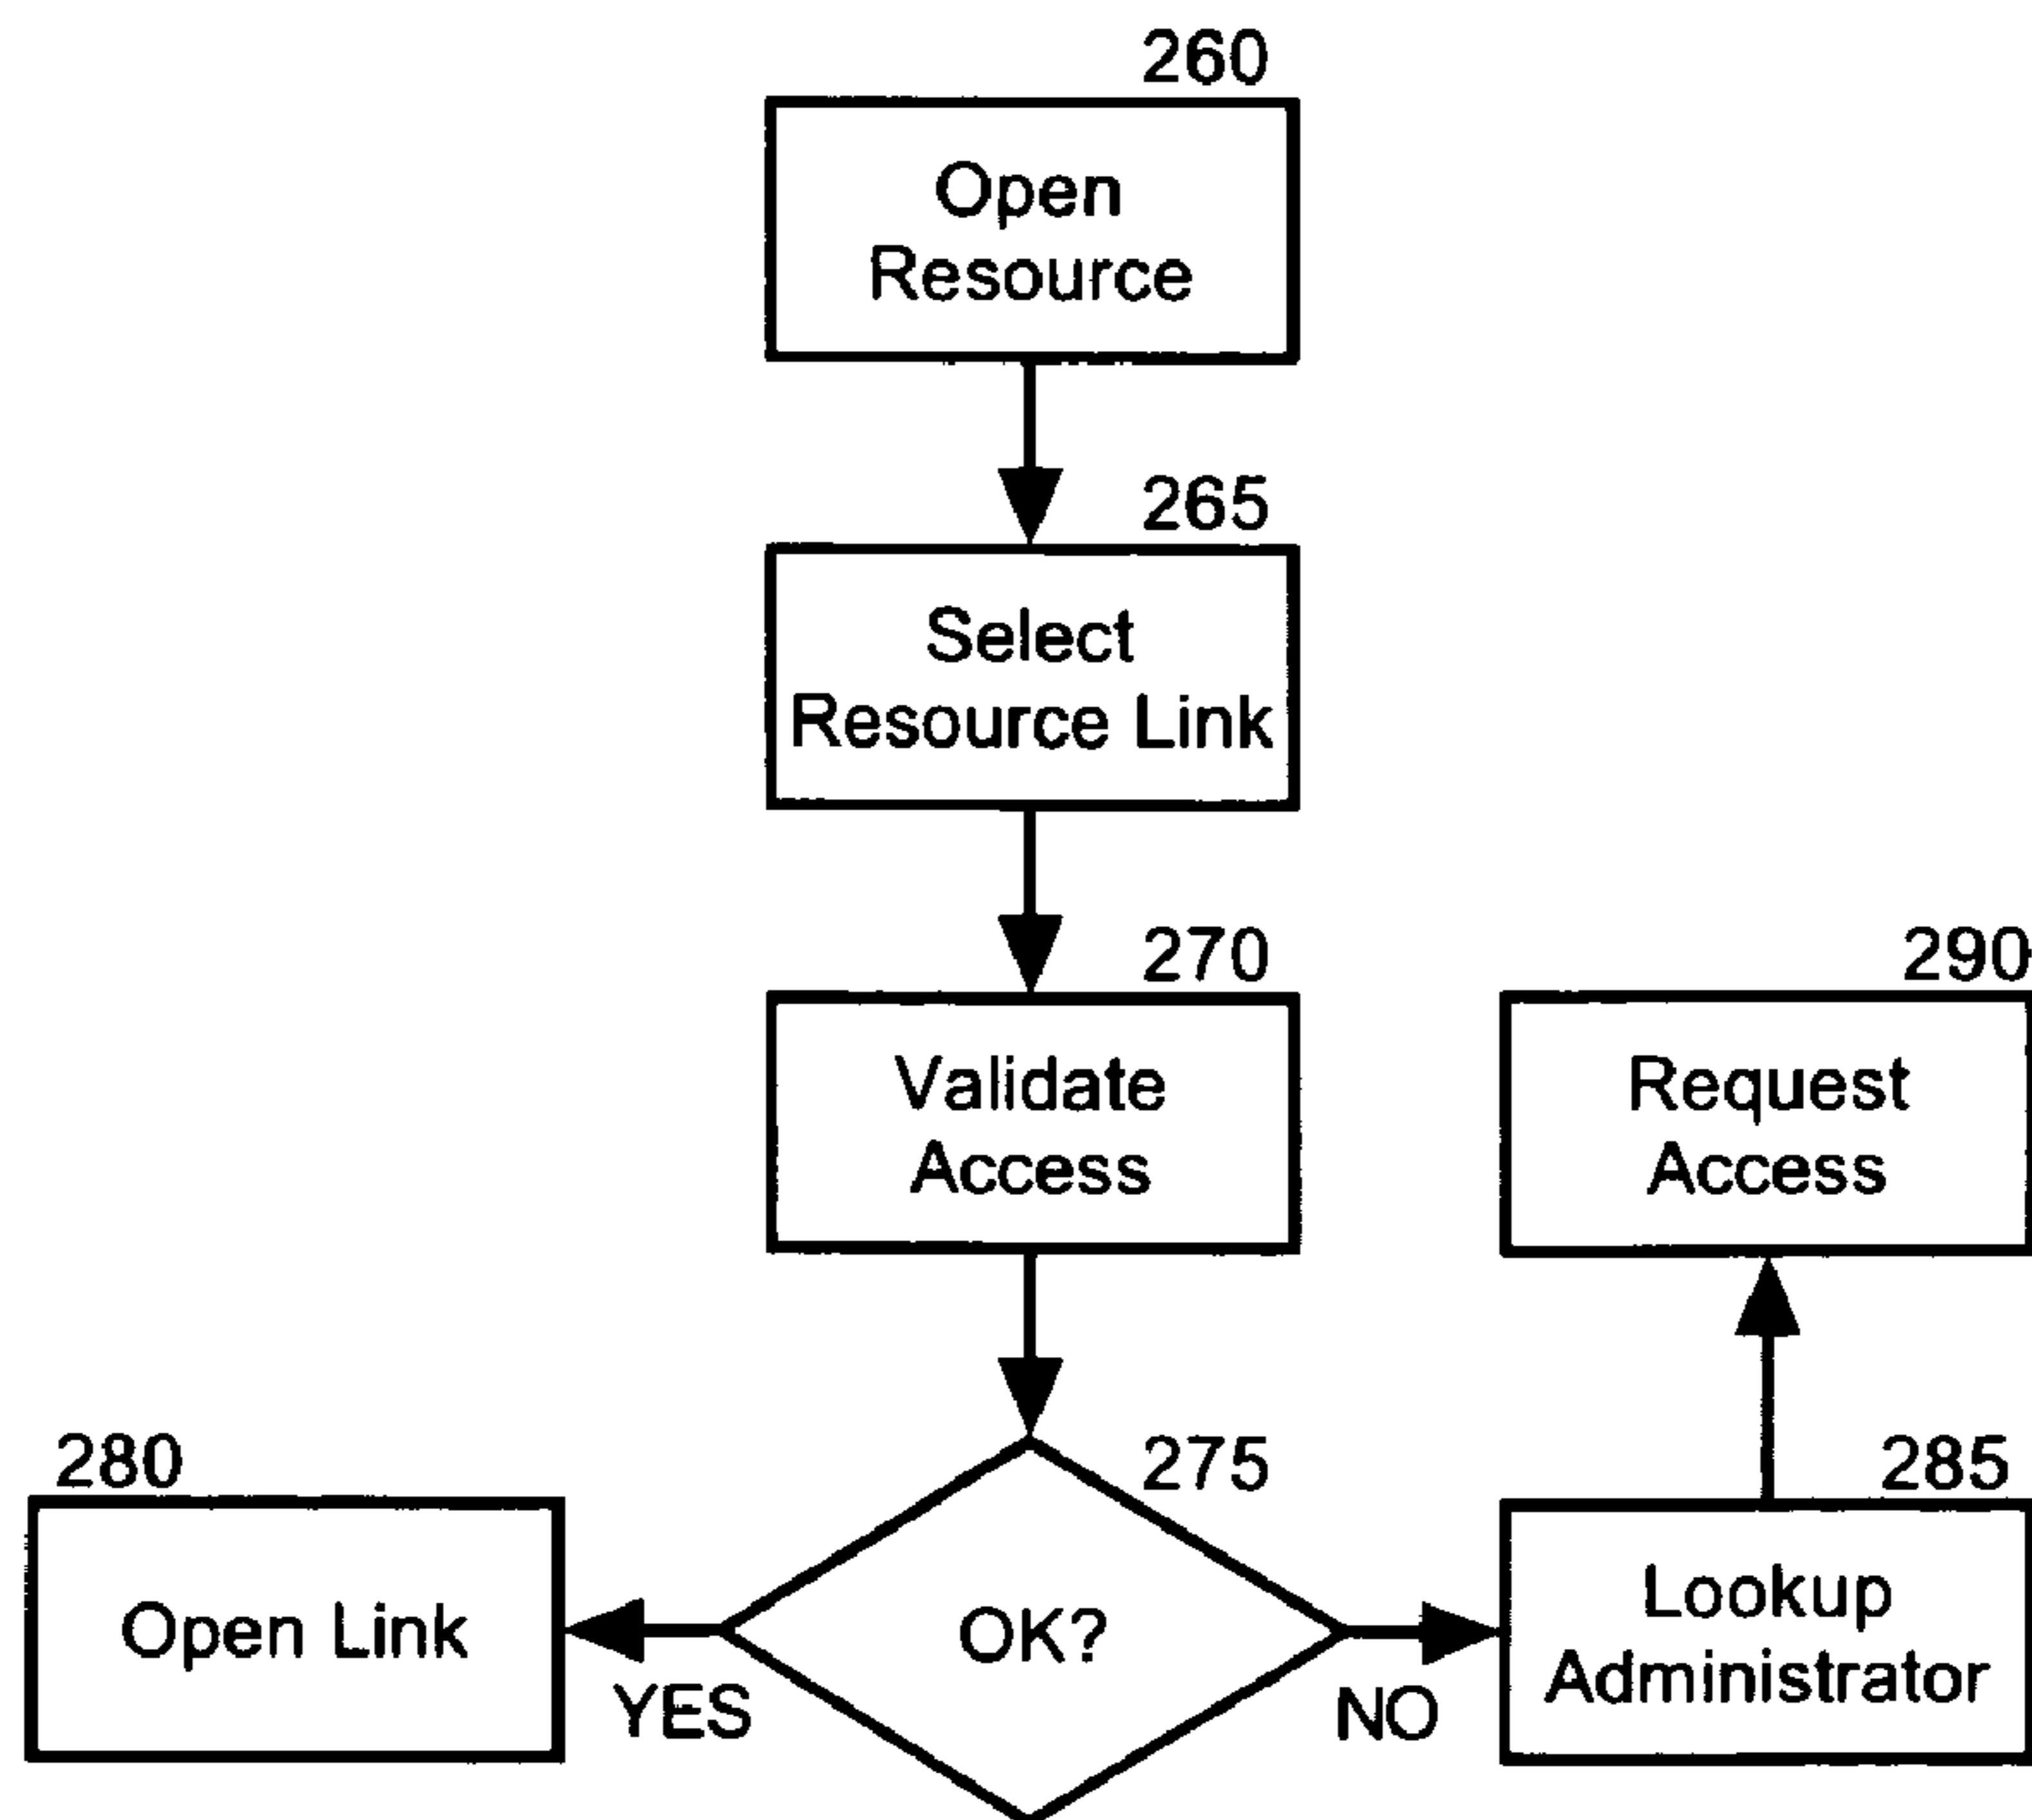 260
Open
Resource
265
Select
Resource Link
270
Validate
Access
290
Request
Access
275
OK?
280
Open Link
YES
NO
285
Lookup
Administrator